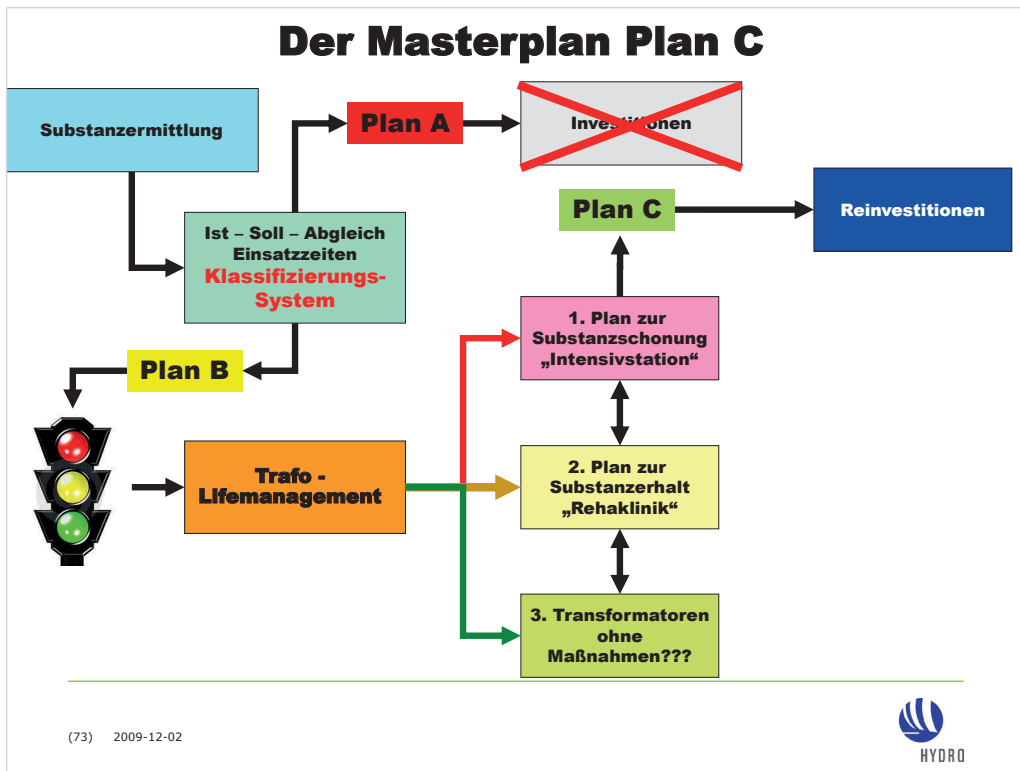 Der Masterplan Plan C
Substanzermittlung
Plan A
Investitionen
Plan C
Reinvestitionen
Ist – Soll – Abgleich
Einsatzzeiten
Klassifizierungs-
System
Plan B
1. Plan zur
Substanzschonung
„Intensivstation“
Trafo -
Lifemanagement
2. Plan zur
Substanzerhalt
„Rehaklinik“
3. Transformatoren
ohne
Maßnahmen???
(73) 2009-12-02
HYDRO